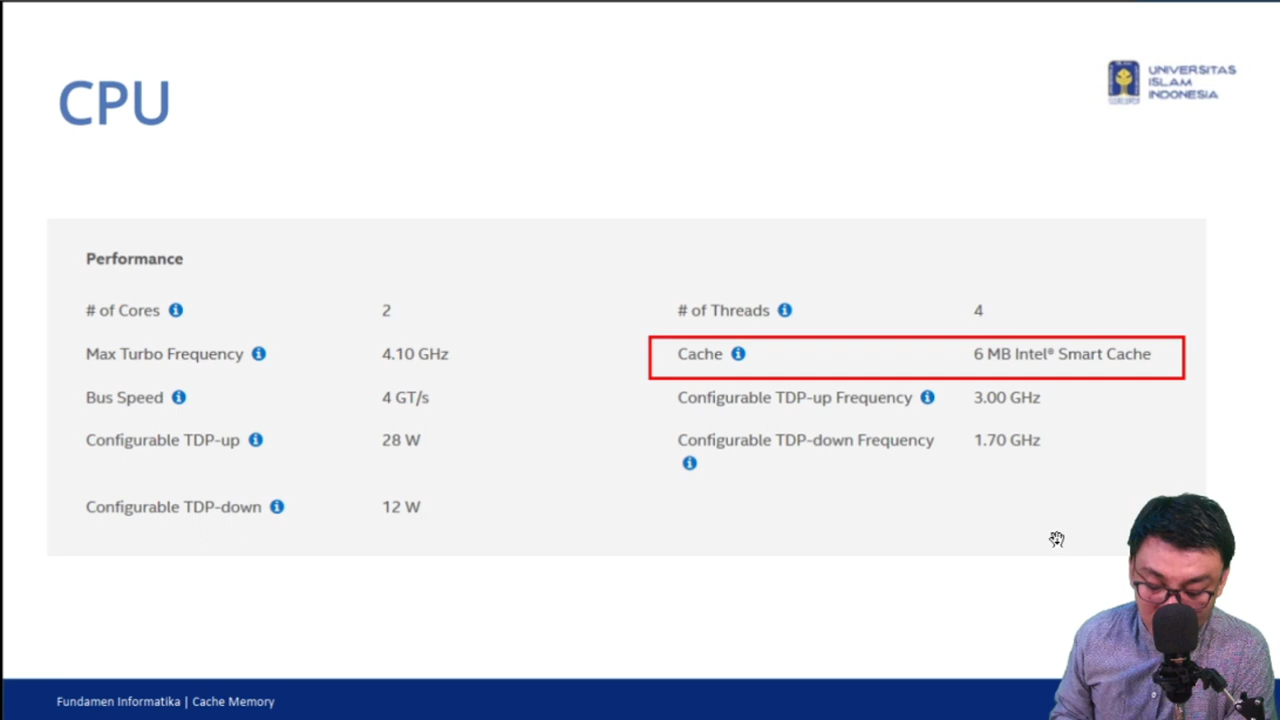 CPU
UNIVERSITAS
ISLAM
INDONESIA
Performance
# of Cores 2
# of Threads 4
Max Turbo Frequency 4.10 GHz
Cache 6 MB Intel® Smart Cache
Bus Speed 4 GT/s
Configurable TDP-up Frequency 3.00 GHz
Configurable TDP-up 28 W
Configurable TDP-down Frequency 1.70 GHz
Configurable TDP-down 12 W
Fundamen Informatika | Cache Memory